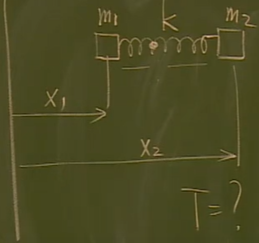 m₁ K m₂
X₁
X₂
T=?